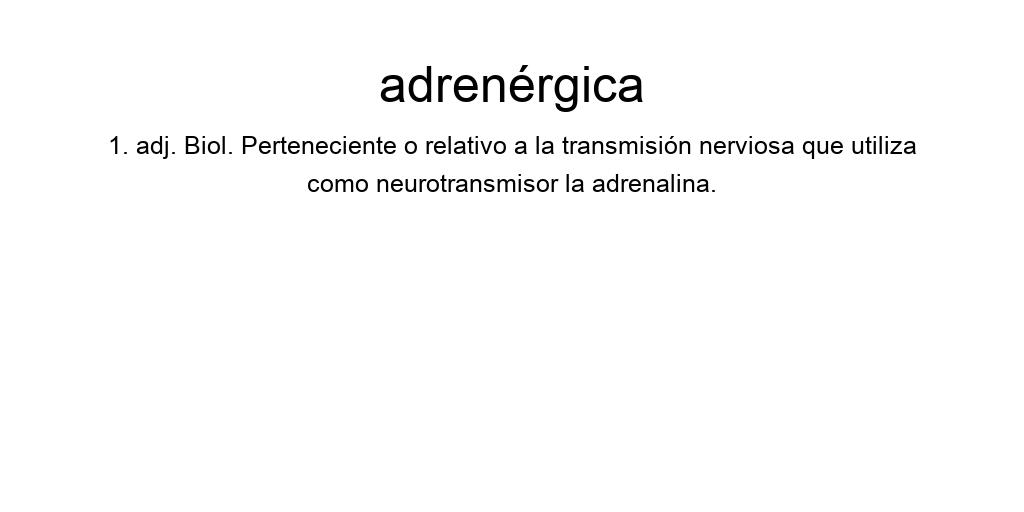 adrenérgica
1. adj. Biol. Perteneciente o relativo a la transmisión nerviosa que utiliza
como neurotransmisor la adrenalina.